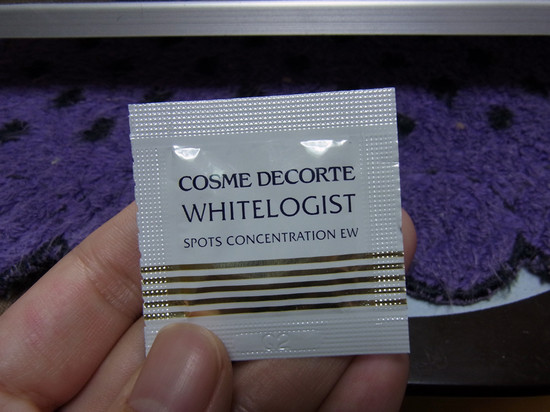 COSME DECORTE
WHITELOGIST
SPOTS CONCENTRATION EW